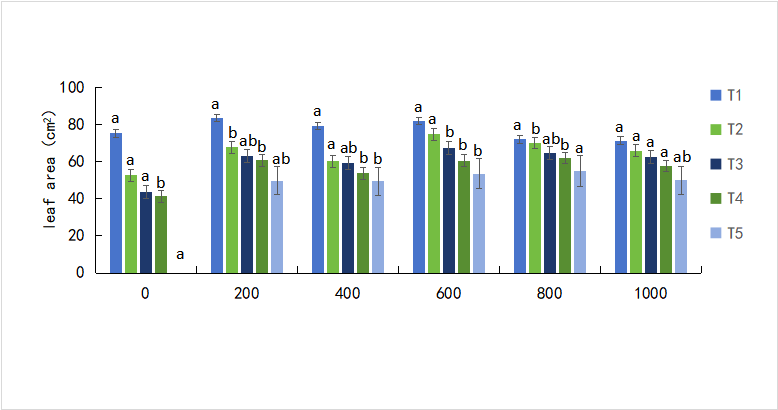 100
80
60
40
20
0
leaf area (cm²)
a a a b a
a b ab b ab
a a ab b b
a a b b b
a b ab b a
a a a a ab
0 200 400 600 800 1000
T1
T2
T3
T4
T5